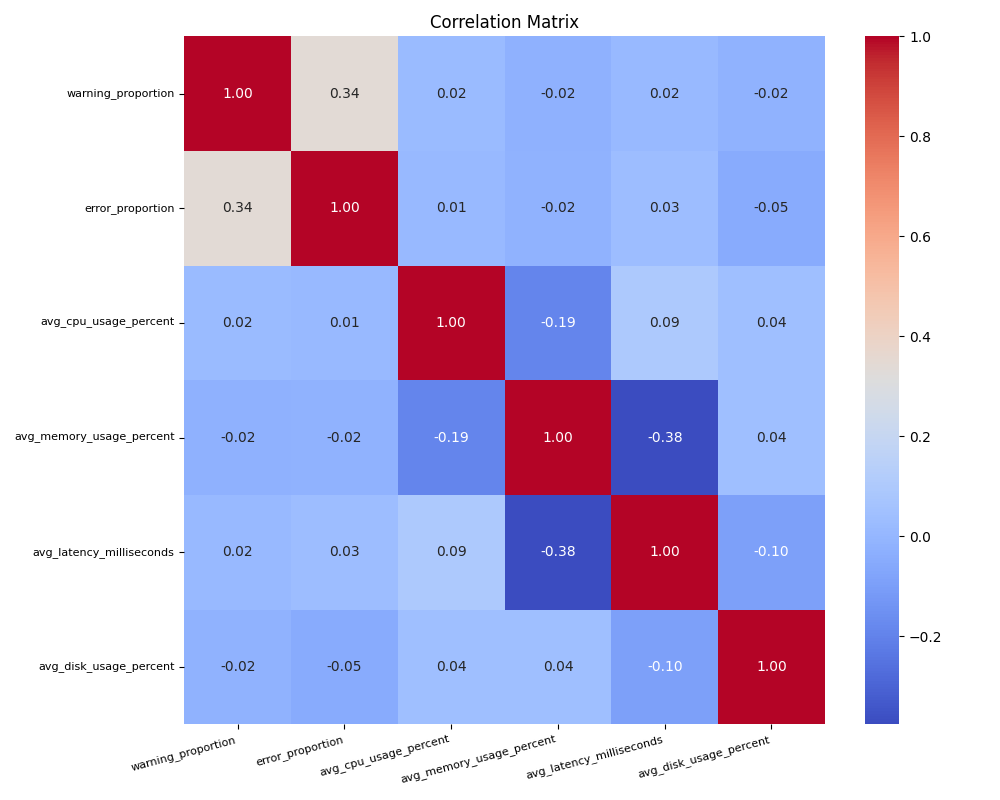 Correlation Matrix
warning_proportion 1.00 0.34 0.02 -0.02 0.02 -0.02
error_proportion 0.34 1.00 0.01 -0.02 0.03 -0.05
avg_cpu_usage_percent 0.02 0.01 1.00 -0.19 0.09 0.04
avg_memory_usage_percent -0.02 -0.02 -0.19 1.00 -0.38 0.04
avg_latency_milliseconds 0.02 0.03 0.09 -0.38 1.00 -0.10
avg_disk_usage_percent -0.02 -0.05 0.04 0.04 -0.10 1.00
warning_proportion error_proportion avg_cpu_usage_percent avg_memory_usage_percent avg_latency_milliseconds avg_disk_usage_percent
1.0
0.8
0.6
0.4
0.2
0.0
−0.2